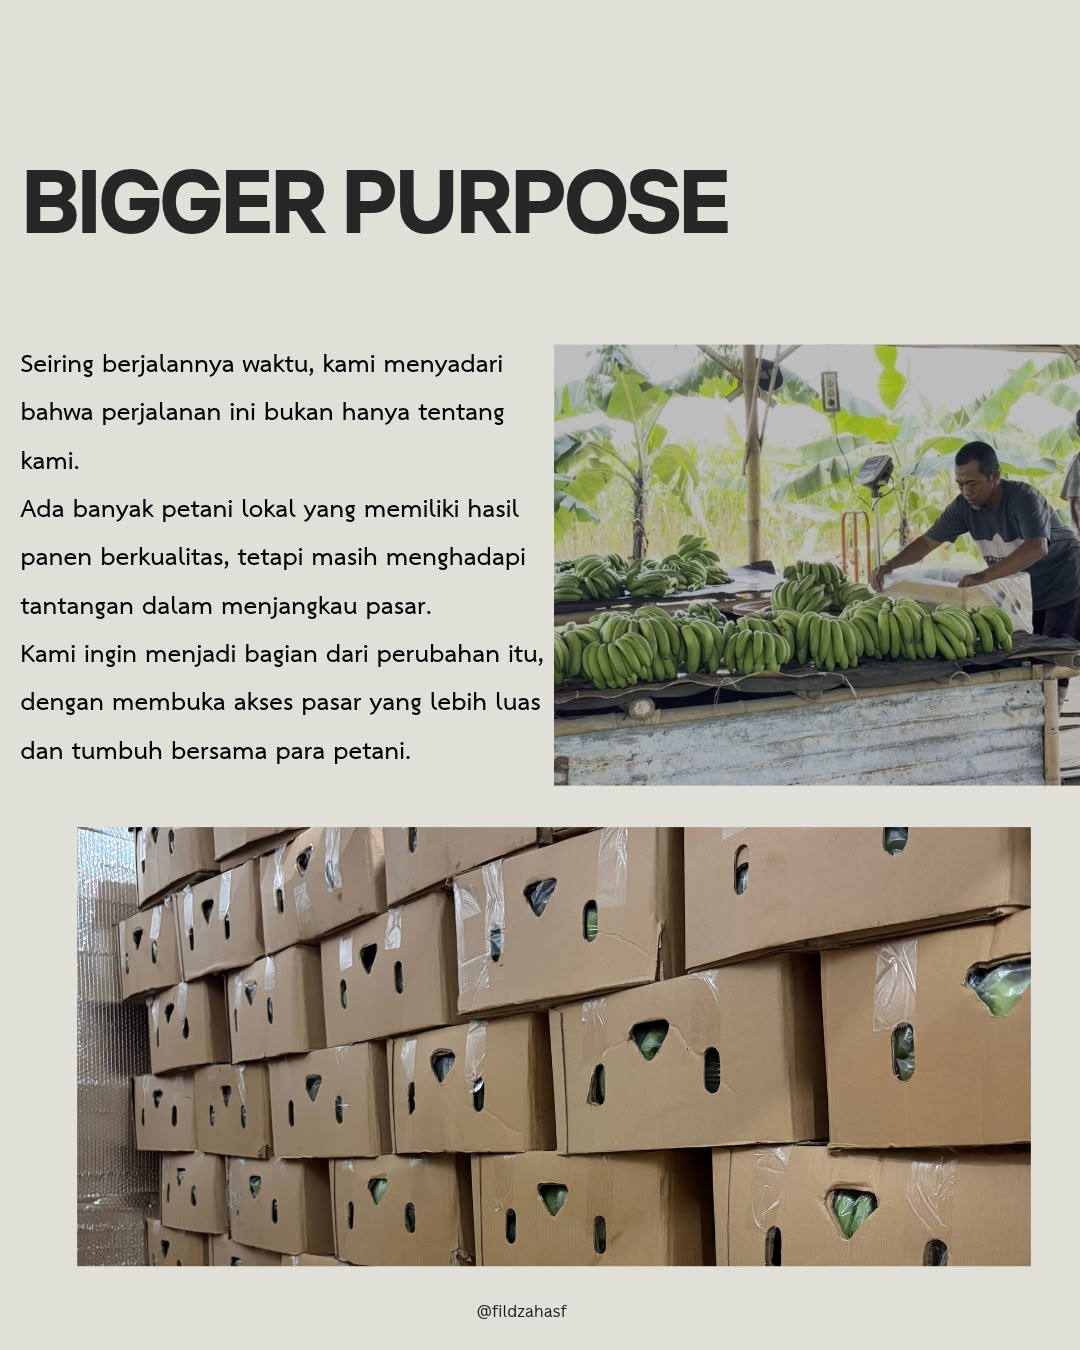 BIGGER PURPOSE
Seiring berjalannya waktu, kami menyadari
bahwa perjalanan ini bukan hanya tentang
kami.
Ada banyak petani lokal yang memiliki hasil
panen berkualitas, tetapi masih menghadapi
tantangan dalam menjangkau pasar.
Kami ingin menjadi bagian dari perubahan itu,
dengan membuka akses pasar yang lebih luas
dan tumbuh bersama para petani.
@fildzahasf